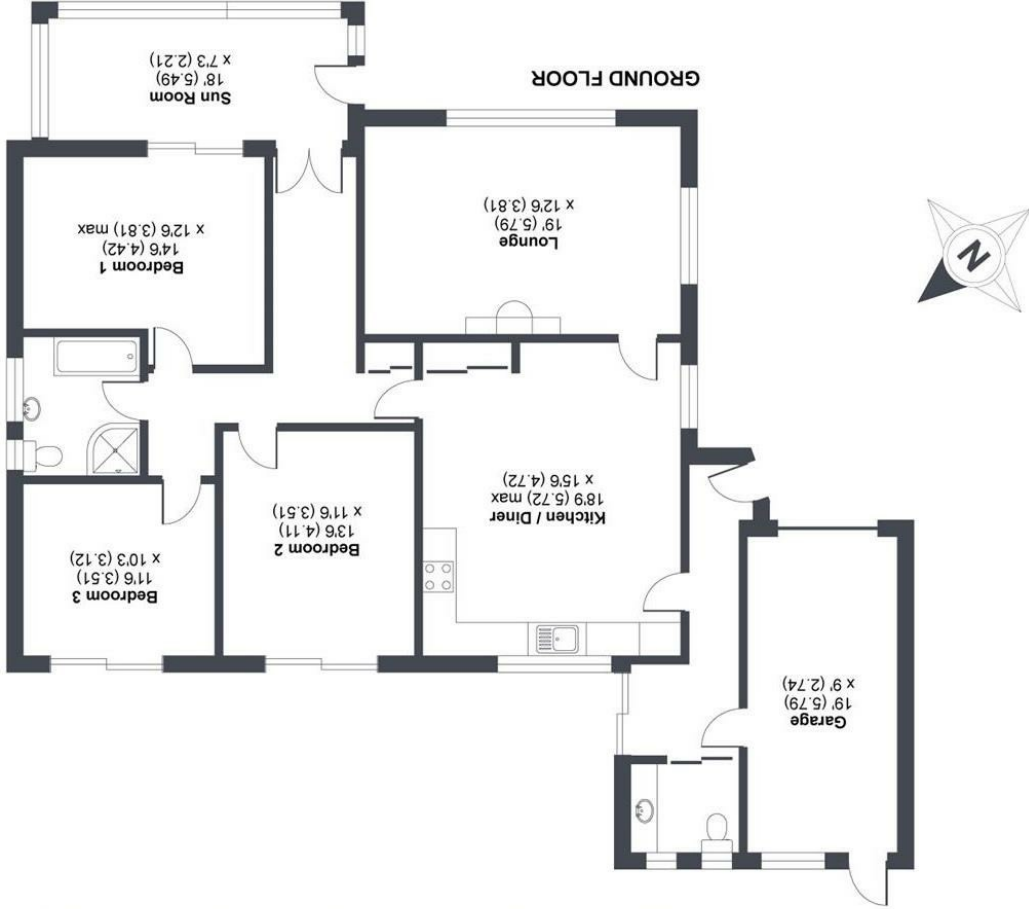 Garage
19' (5.79)
x 9' (2.74)
Kitchen / Diner
18'9 (5.72) max
x 15'6 (4.72)
Bedroom 2
13'6 (4.11)
x 11'6 (3.51)
Bedroom 3
11'6 (3.51)
x 10'3 (3.12)
N
Lounge
19' (5.79)
x 12'6 (3.81)
Bedroom 1
14'6 (4.42)
x 12'6 (3.81) max
GROUND FLOOR
Sun Room
18' (5.49)
x 7'3 (2.21)